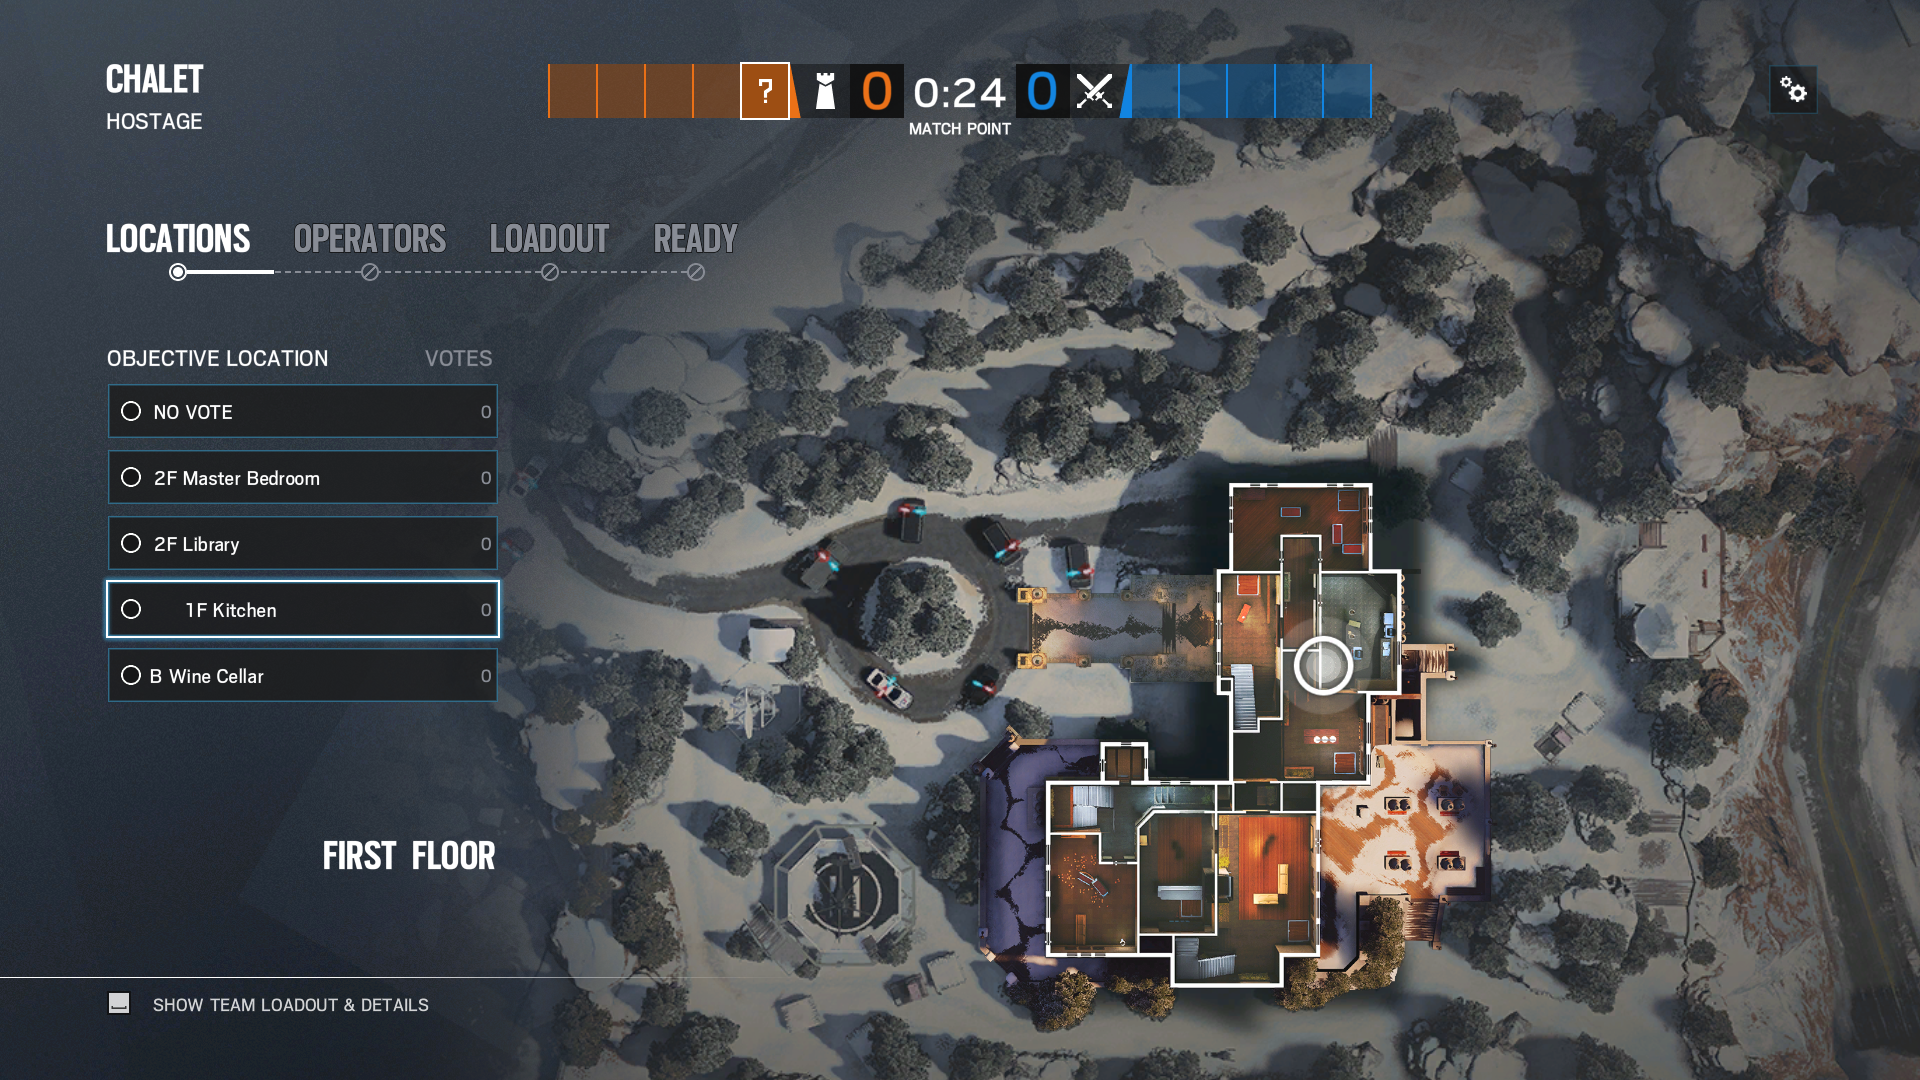 CHALET
HOSTAGE
?
0
0:24
0
MATCH POINT
LOCATIONS
OPERATORS
LOADOUT
READY
OBJECTIVE LOCATION
VOTES
NO VOTE 0
2F Master Bedroom 0
2F Library 0
1F Kitchen 0
B Wine Cellar 0
FIRST FLOOR
SHOW TEAM LOADOUT & DETAILS